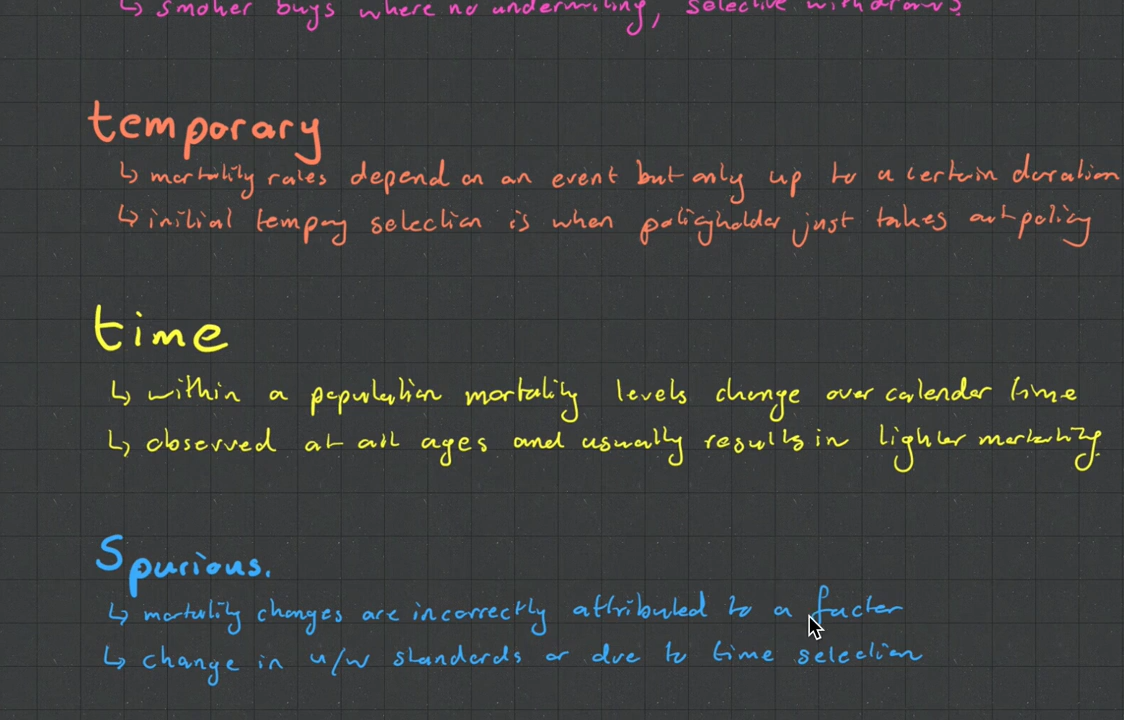 ↳ smoker buys where no underwriting, selective withdrawals
temporary
↳ mortality rates depend on an event but only up to a certain duration
↳ initial tempay selection is when policyholder just takes out policy
time
↳ within a population mortality levels change over calender time
↳ observed at all ages and usually results in lighter mortality.
Spurious.
↳ mortality changes are incorrectly attributed to a factor
↳ change in u/w standards or due to time selection